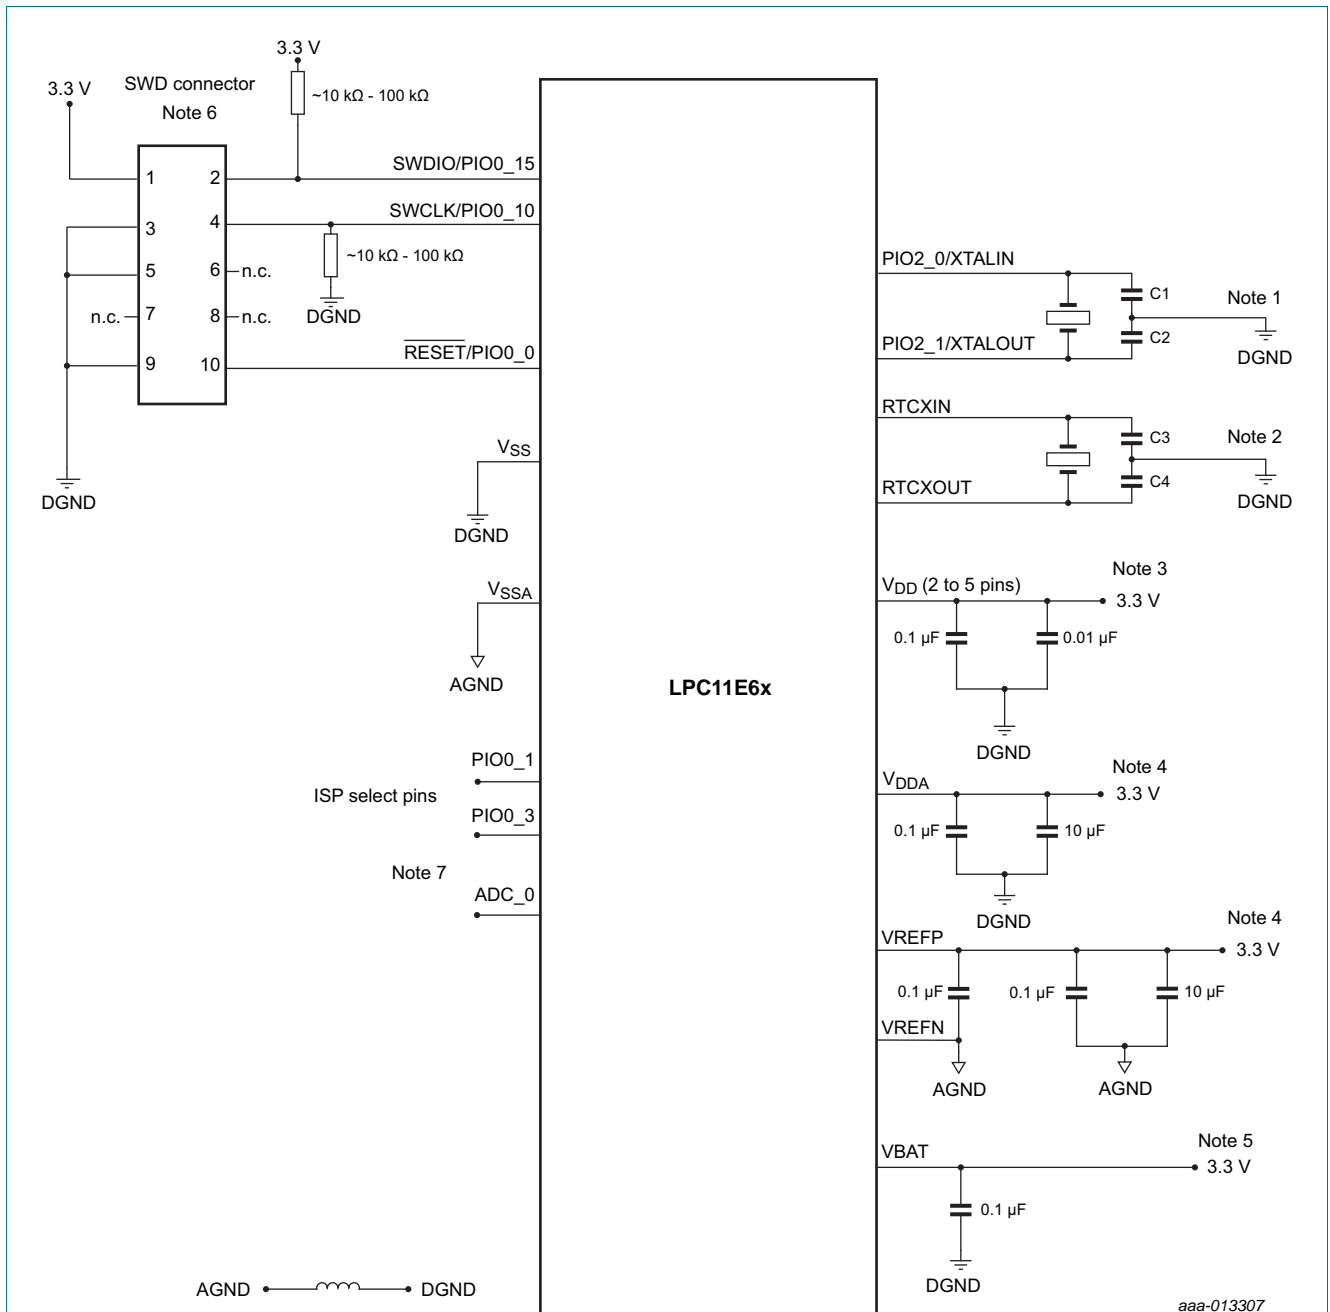 3.3 V
3.3 V
SWD connector
Note 6
~10 kΩ - 100 kΩ
1
2
SWDIO/PIO0_15
3
4
SWCLK/PIO0_10
~10 kΩ - 100 kΩ
DGND
5
6
n.c.
n.c.
7
8
n.c.
9
10
RESET/PIO0_0
DGND
VSS
DGND
VSSA
AGND
PIO0_1
ISP select pins
PIO0_3
Note 7
ADC_0
AGND
DGND
LPC11E6x
PIO2_0/XTALIN
C1
Note 1
C2
DGND
PIO2_1/XTALOUT
RTCXIN
C3
Note 2
C4
DGND
RTCXOUT
Note 3
VDD (2 to 5 pins)
3.3 V
0.1 µF
0.01 µF
DGND
Note 4
VDDA
3.3 V
0.1 µF
10 µF
DGND
Note 4
VREFP
3.3 V
0.1 µF
0.1 µF
10 µF
VREFN
AGND
AGND
Note 5
VBAT
3.3 V
0.1 µF
DGND
aaa-013307